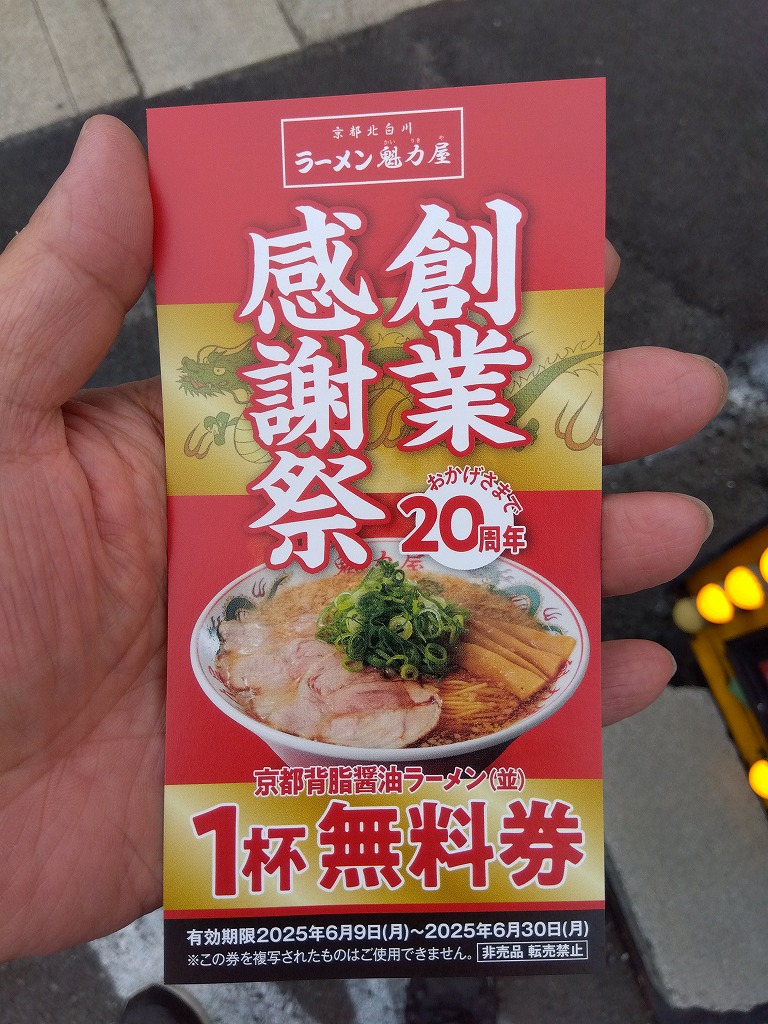 京都北白川
ラーメン魁力屋
かいりきや
創業
感謝祭
おかげさまで
20周年
京都背脂醤油ラーメン(並)
1杯無料券
有効期限2025年6月9日(月)～2025年6月30日(月)
※この券を複写されたものはご使用できません。 非売品 転売禁止